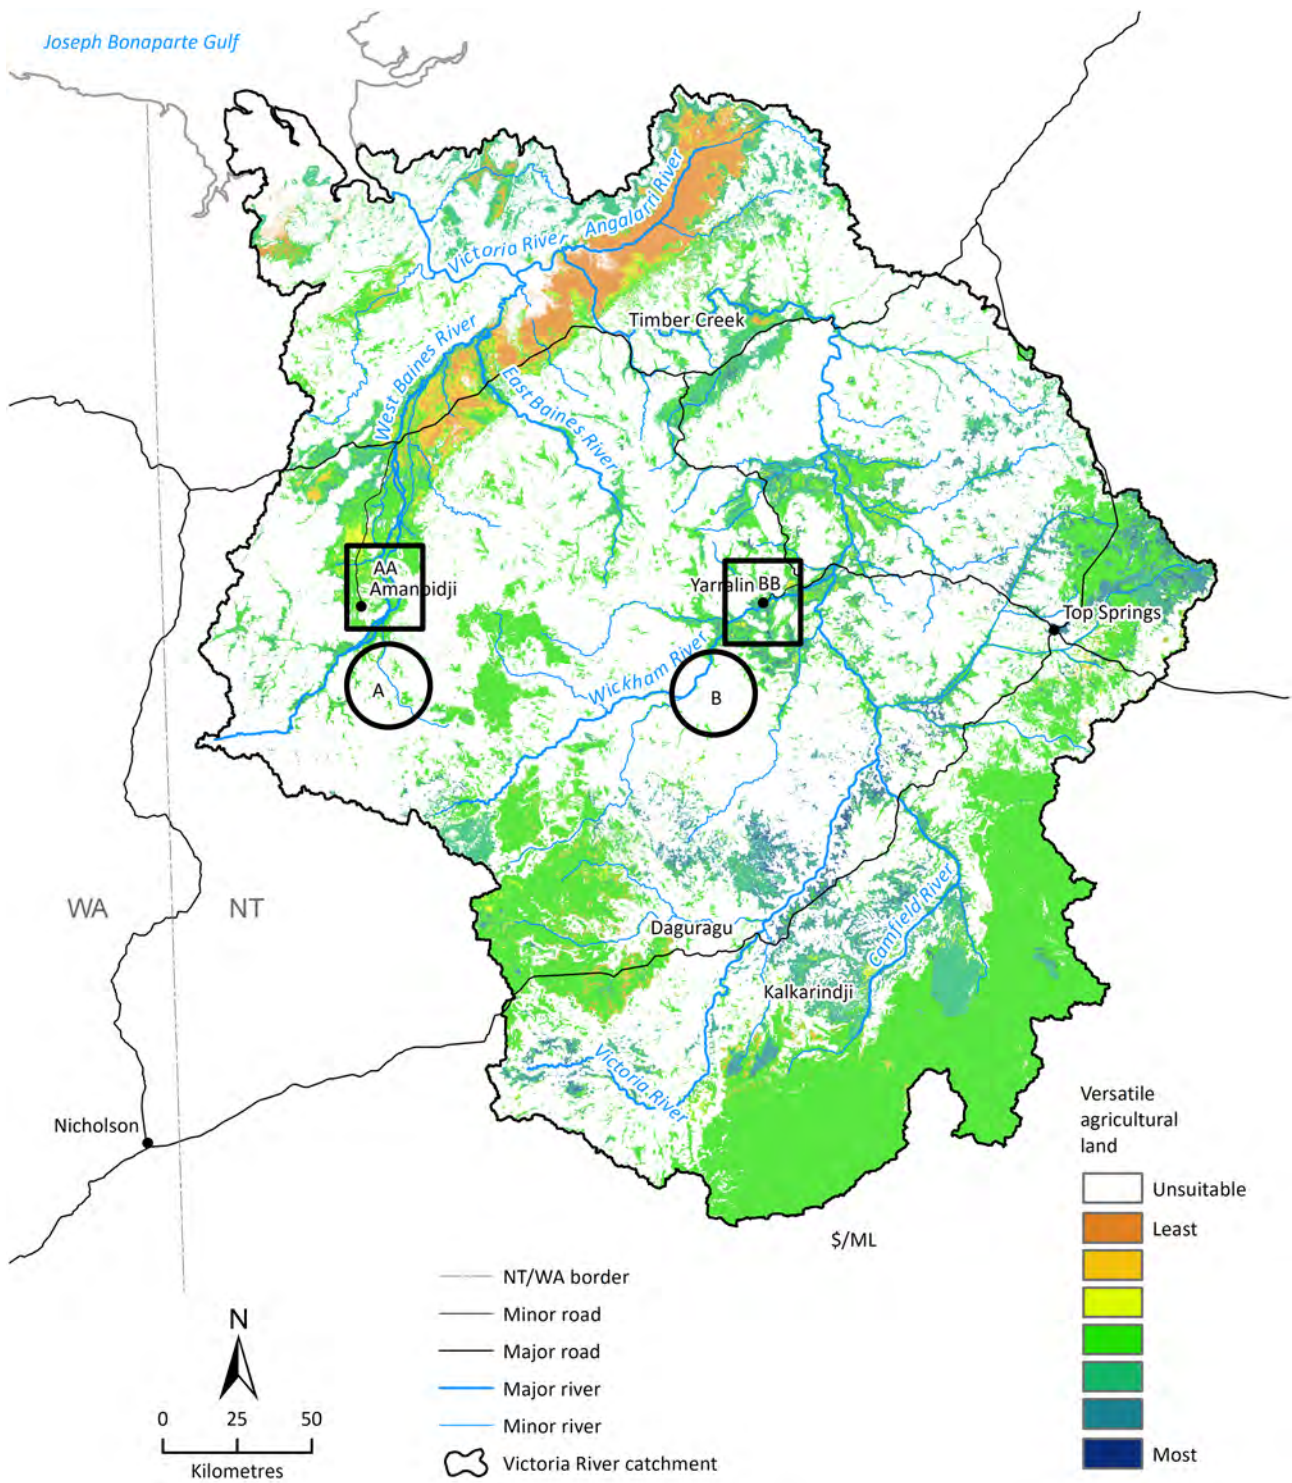 Joseph Bonaparte Gulf
Victoria River
Angalarri River
Timber Creek
West Baines River
East Baines River
AA
Amanbidji
Yarralin BB
Top Springs
A
Wickham River
B
WA
NT
Daguragu
Camfield River
Kalkarindji
Victoria River
Nicholson
Versatile
agricultural
land
Unsuitable
Least
Most
$/ML
NT/WA border
Minor road
Major road
Major river
Minor river
Victoria River catchment
N
0 25 50
Kilometres